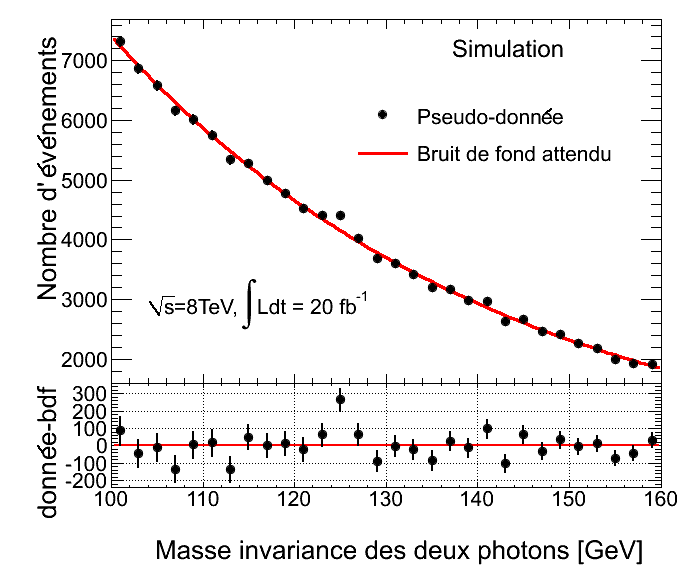 Simulation
Pseudo-donnée
Bruit de fond attendu
Nombre d'événements
7000
6000
5000
4000
3000
2000
√s=8TeV, ∫Ldt = 20 fb⁻¹
donnée-bdf
300
200
100
0
-100
-200
100 110 120 130 140 150 160
Masse invariance des deux photons [GeV]